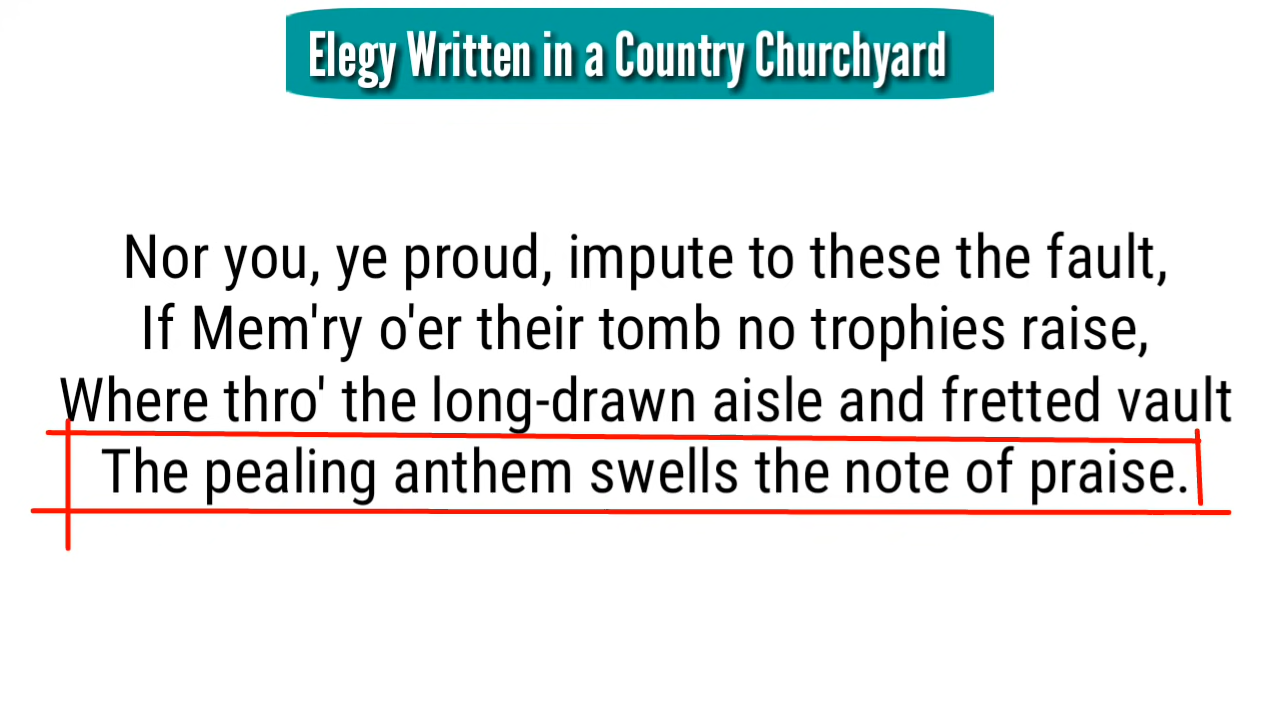 Elegy Written in a Country Churchyard
Nor you, ye proud, impute to these the fault,
If Mem'ry o'er their tomb no trophies raise,
Where thro' the long-drawn aisle and fretted vault
The pealing anthem swells the note of praise.